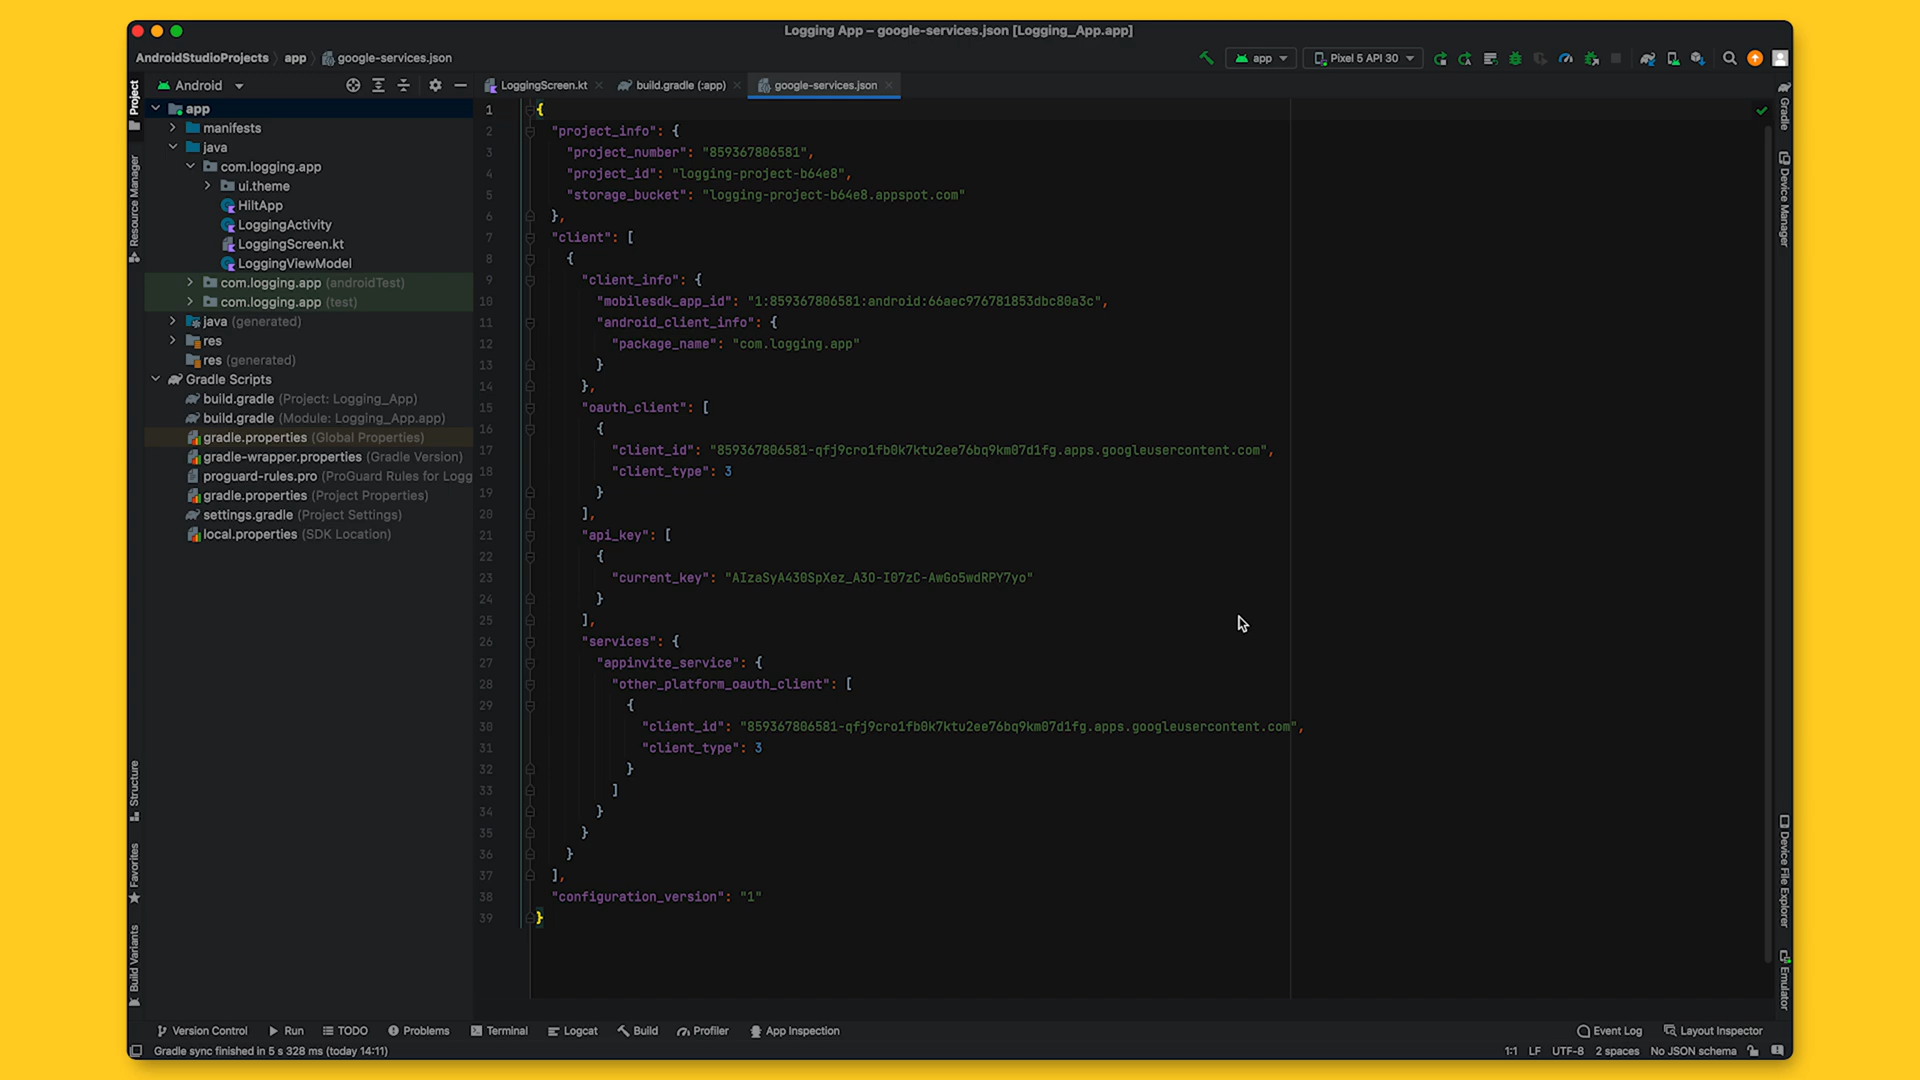 Logging App – google-services.json [Logging_App.app]
AndroidStudioProjects app google-services.json
app Pixel 5 API 30
Android
LoggingScreen.kt build.gradle (:app) google-services.json
Project
Resource Manager
Structure
Favorites
Build Variants
app
manifests
java
com.logging.app
ui.theme
HiltApp
LoggingActivity
LoggingScreen.kt
LoggingViewModel
com.logging.app (androidTest)
com.logging.app (test)
java (generated)
res
res (generated)
Gradle Scripts
build.gradle (Project: Logging_App)
build.gradle (Module: Logging_App.app)
gradle.properties (Global Properties)
gradle-wrapper.properties (Gradle Version)
proguard-rules.pro (ProGuard Rules for Logg
gradle.properties (Project Properties)
settings.gradle (Project Settings)
local.properties (SDK Location)
1 {
2 "project_info": {
3 "project_number": "859367806581",
4 "project_id": "logging-project-b64e8",
5 "storage_bucket": "logging-project-b64e8.appspot.com"
6 },
7 "client": [
8 {
9 "client_info": {
10 "mobilesdk_app_id": "1:859367806581:android:66aec976781853dbc80a3c",
11 "android_client_info": {
12 "package_name": "com.logging.app"
13 }
14 },
15 "oauth_client": [
16 {
17 "client_id": "859367806581-qfj9cro1fb0k7ktu2ee76bq9km07d1fg.apps.googleusercontent.com",
18 "client_type": 3
19 }
20 ],
21 "api_key": [
22 {
23 "current_key": "AIzaSyA430SpXez_A3O-I07zC-AwGo5wdRPY7yo"
24 }
25 ],
26 "services": {
27 "appinvite_service": {
28 "other_platform_oauth_client": [
29 {
30 "client_id": "859367806581-qfj9cro1fb0k7ktu2ee76bq9km07d1fg.apps.googleusercontent.com",
31 "client_type": 3
32 }
33 ]
34 }
35 }
36 }
37 ],
38 "configuration_version": "1"
39 }
Gradle
Device Manager
Device File Explorer
Emulator
Version Control Run TODO Problems Terminal Logcat Build Profiler App Inspection Event Log Layout Inspector
Gradle sync finished in 5 s 328 ms (today 14:11) 1:1 LF UTF-8 2 spaces No JSON schema